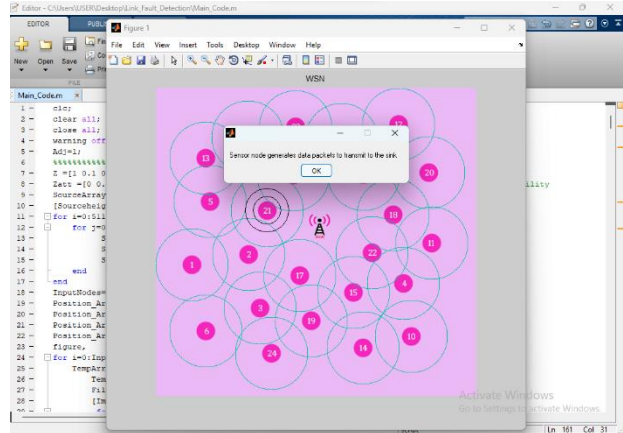 Editor - C:\Users\USER\Desktop\Link_Fault_Detection\Main_Code.m
EDITOR
PUBL
New Open Save
FILE
Main_Code.m
1 - clc;
2 - clear all;
3 - close all;
4 - warning off
5 - Adj=1;
6 %%%%%%%%%%%
7 - Z =[1 0.1 0
8 - Zatt =[0 0. ility
9 - SourceArray
10 - [Sourceheig
11 - for i=0:511
12 - for j=0
13 - S
14 - S
15 - S
16 - end
17 - end
18 - InputNodes=
19 - Position_Ar
20 - Position_Ar
21 - Position_Ar
22 - Position_Ar
23 - figure,
24 - for i=0:Inp
25 - TempArr
26 - Tem
27 - Fil
28 - [Im
Figure 1
File Edit View Insert Tools Desktop Window Help
WSN
Sensor node generates data packets to transmit to the sink
OK
13
20
5
21
18
11
2
22
1
17
4
15
3
19
6
10
14
24
Activate Windows
Go to Settings to activate Windows.
Ln 161 Col 31